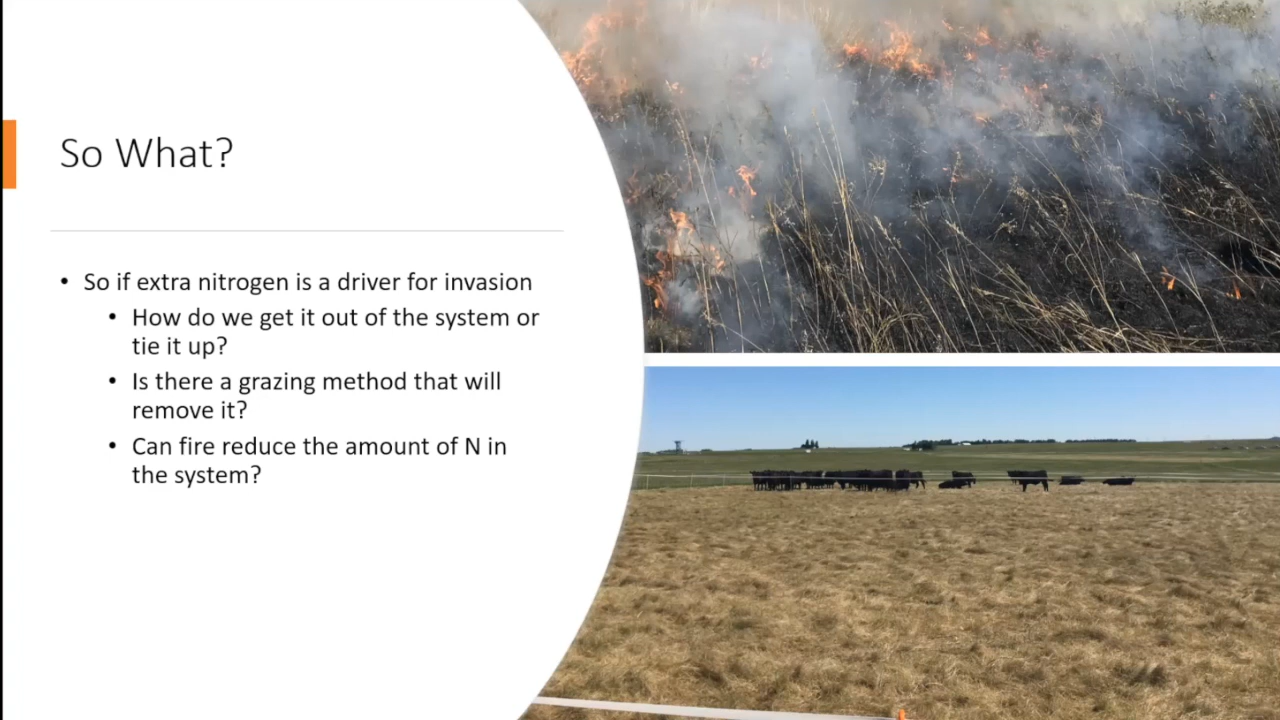 So What?
• So if extra nitrogen is a driver for invasion
• How do we get it out of the system or
tie it up?
• Is there a grazing method that will
remove it?
• Can fire reduce the amount of N in
the system?